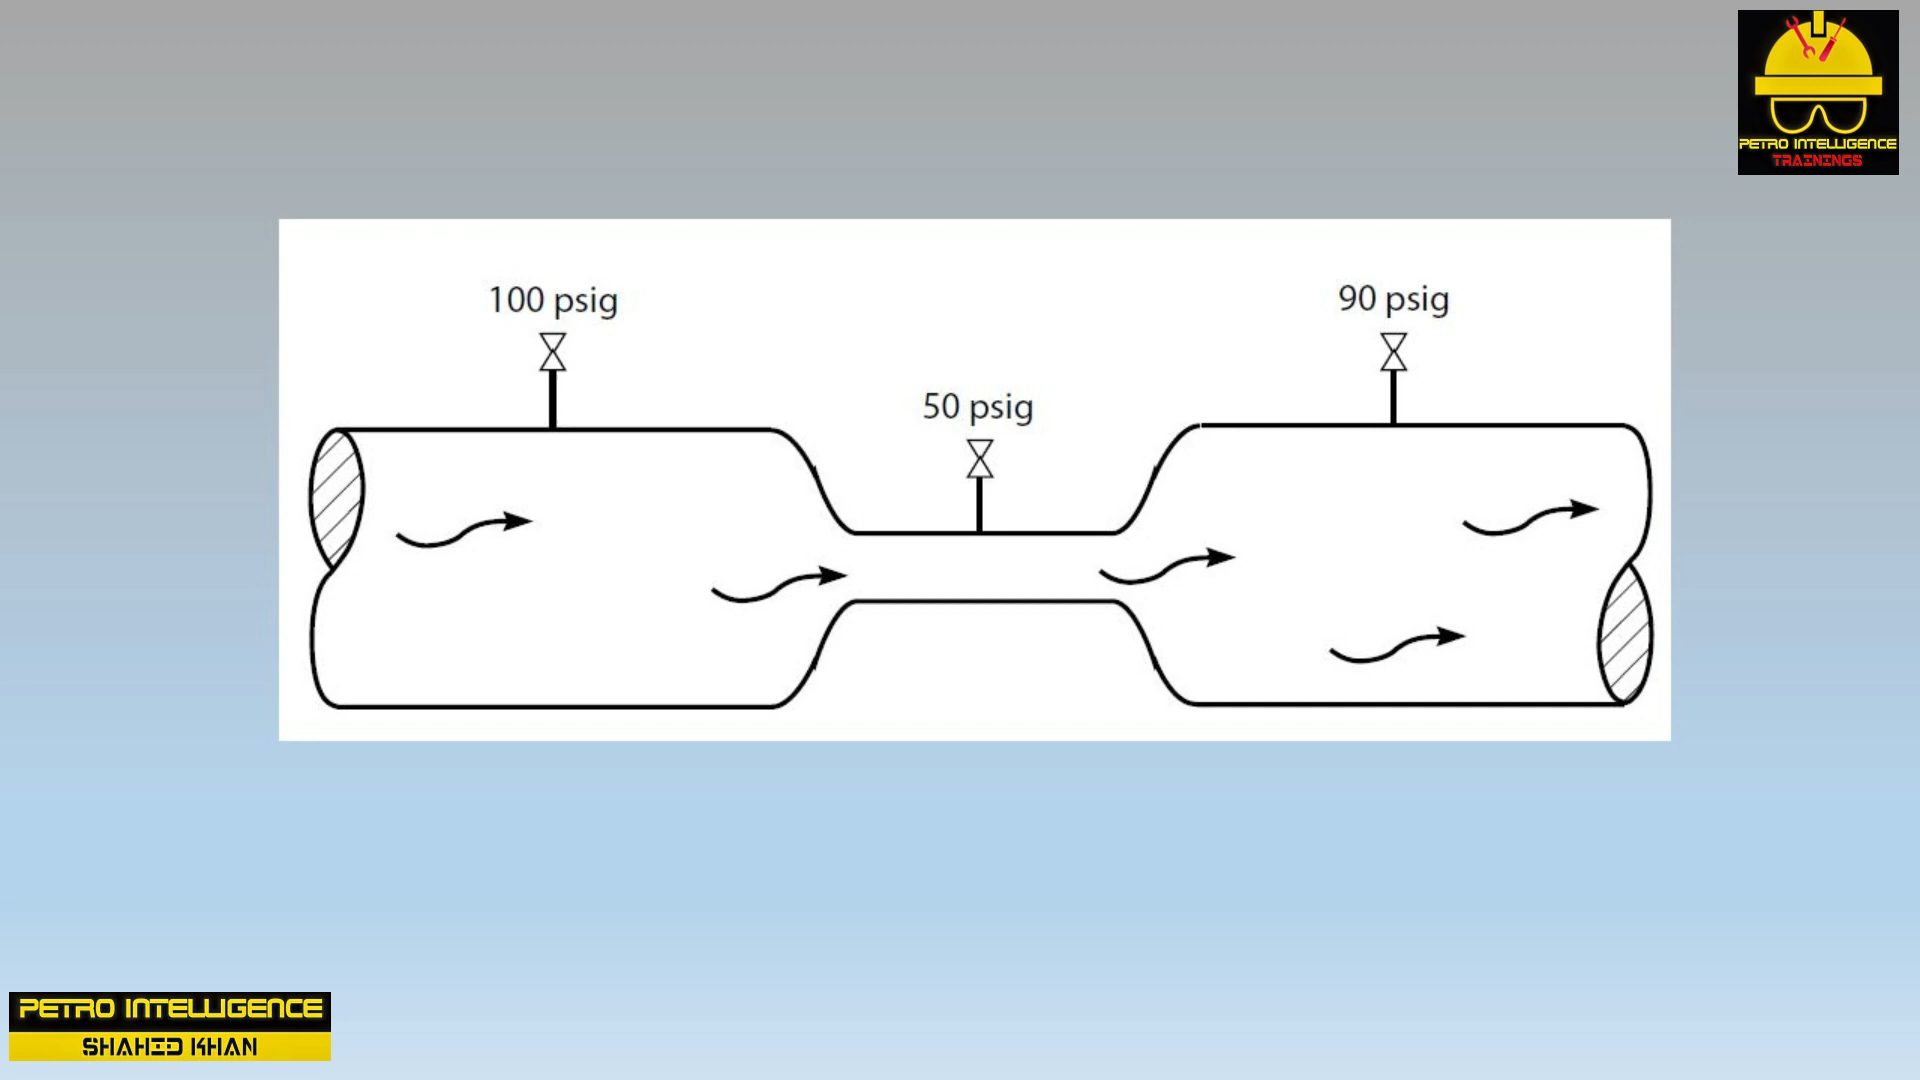 PETRO INTELLIGENCE
TRAININGS
100 psig
90 psig
50 psig
PETRO INTELLIGENCE
SHAHID KHAN